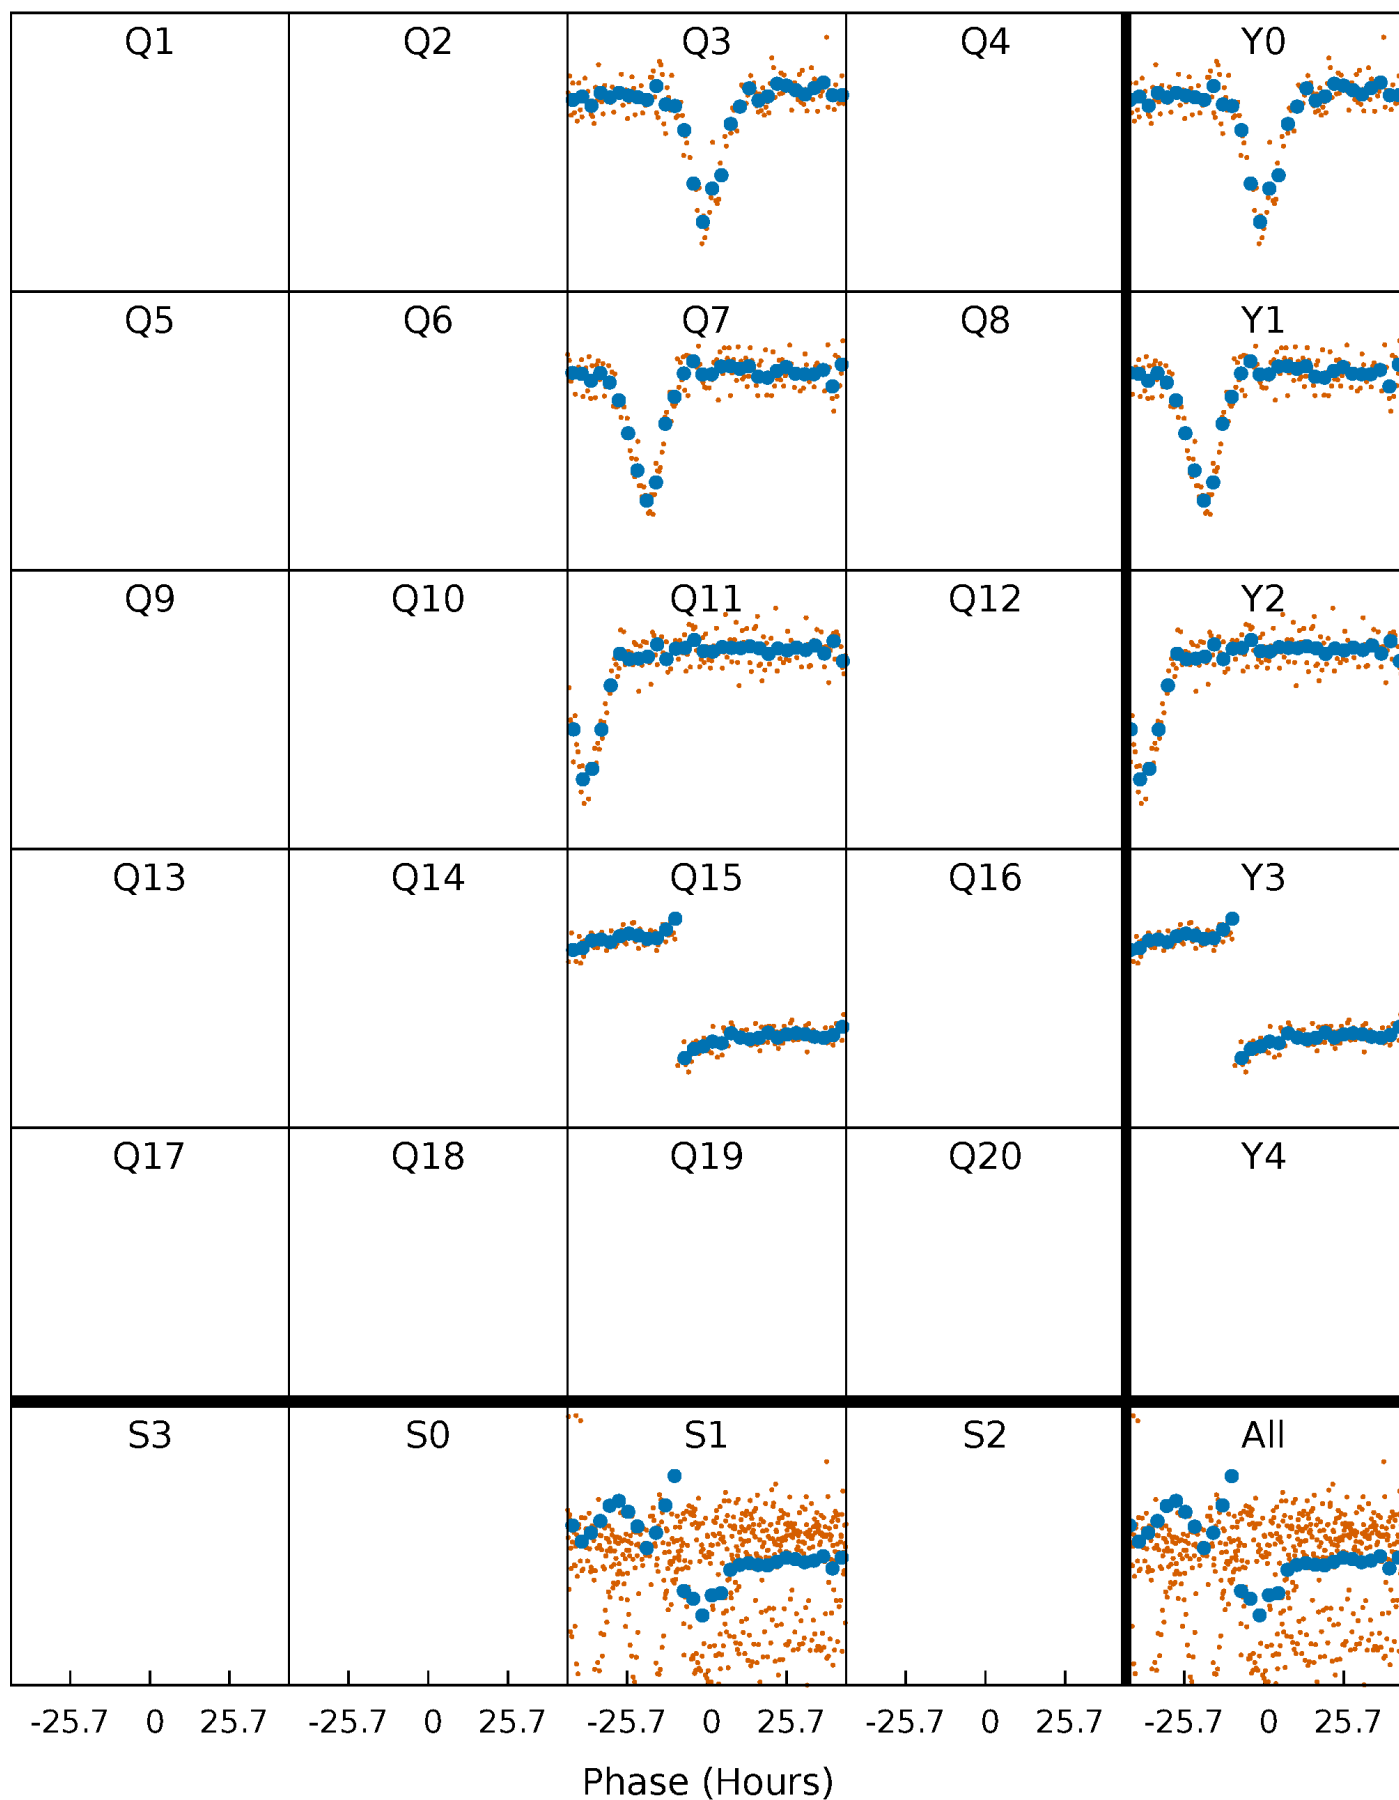 Q1 Q2 Q3 Q4 Y0
Q5 Q6 Q7 Q8 Y1
Q9 Q10 Q11 Q12 Y2
Q13 Q14 Q15 Q16 Y3
Q17 Q18 Q19 Q20 Y4
S3 S0 S1 S2 All
-25.7 0 25.7 -25.7 0 25.7 -25.7 0 25.7 -25.7 0 25.7 -25.7 0 25.7
Phase (Hours)